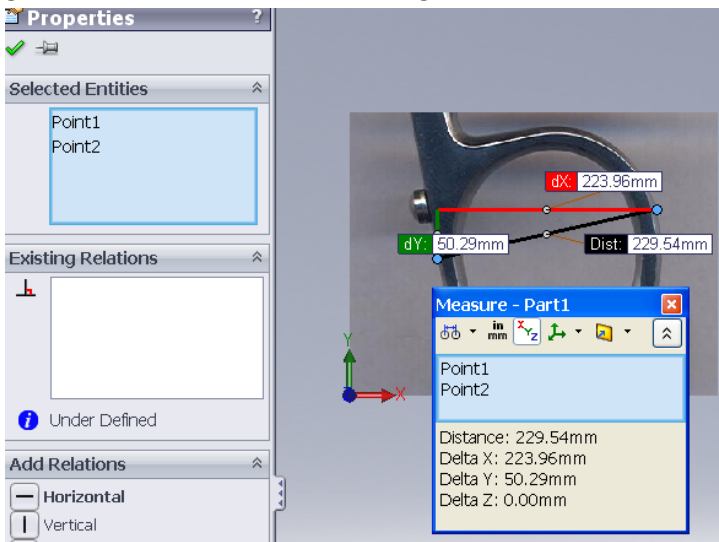 Properties ?
Selected Entities
Point1
Point2
Existing Relations
Under Defined
Add Relations
Horizontal
Vertical
dX: 223.96mm
dY: 50.29mm
Dist: 229.54mm
Y
X
Measure - Part1
in
mm
XYZ
Point1
Point2
Distance: 229.54mm
Delta X: 223.96mm
Delta Y: 50.29mm
Delta Z: 0.00mm